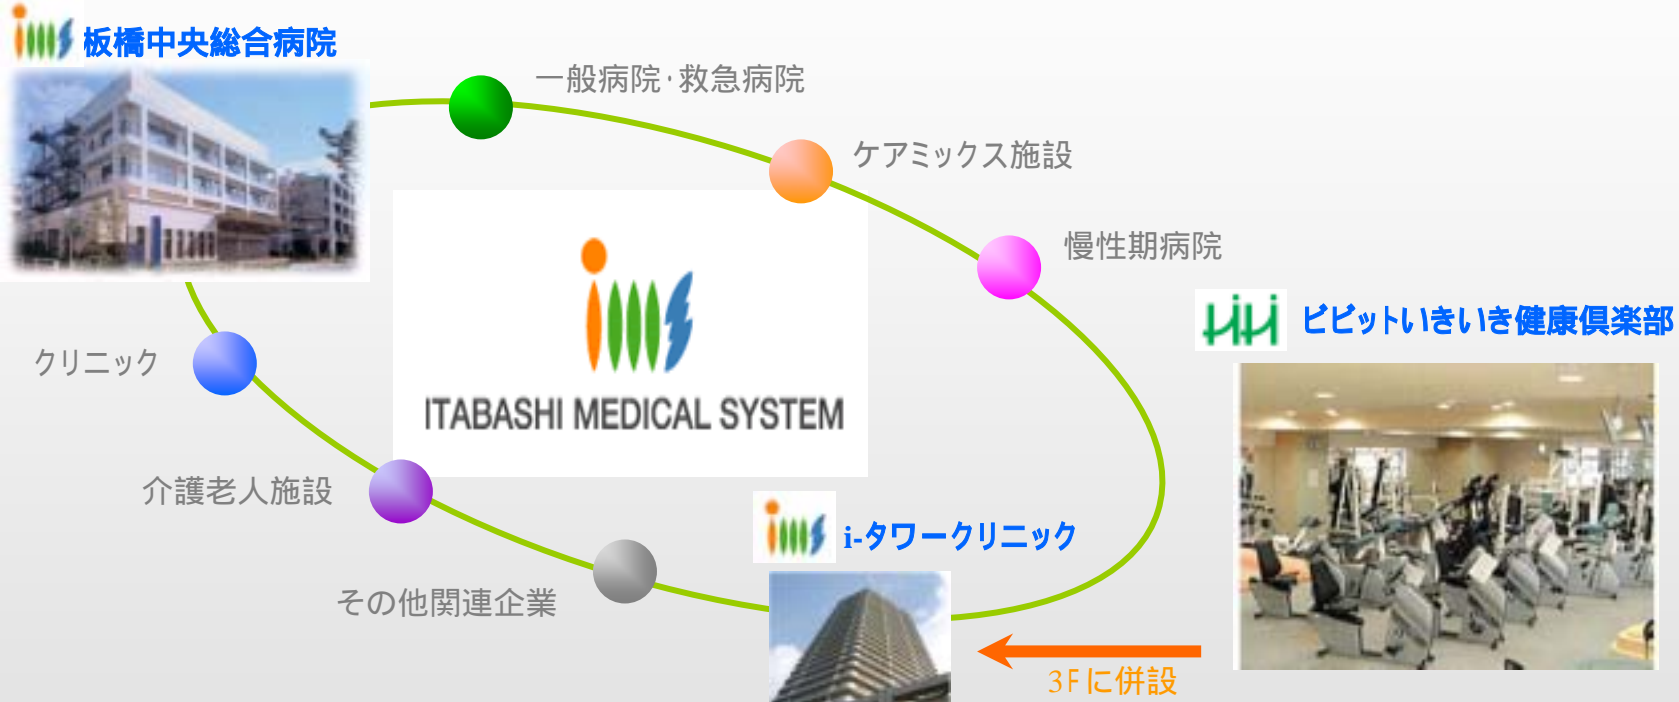 ims 板橋中央総合病院
一般病院・救急病院
ケアミックス施設
慢性期病院
ビビットいきいき健康倶楽部
クリニック
ims
ITABASHI MEDICAL SYSTEM
介護老人施設
ims i-タワークリニック
その他関連企業
3Fに併設